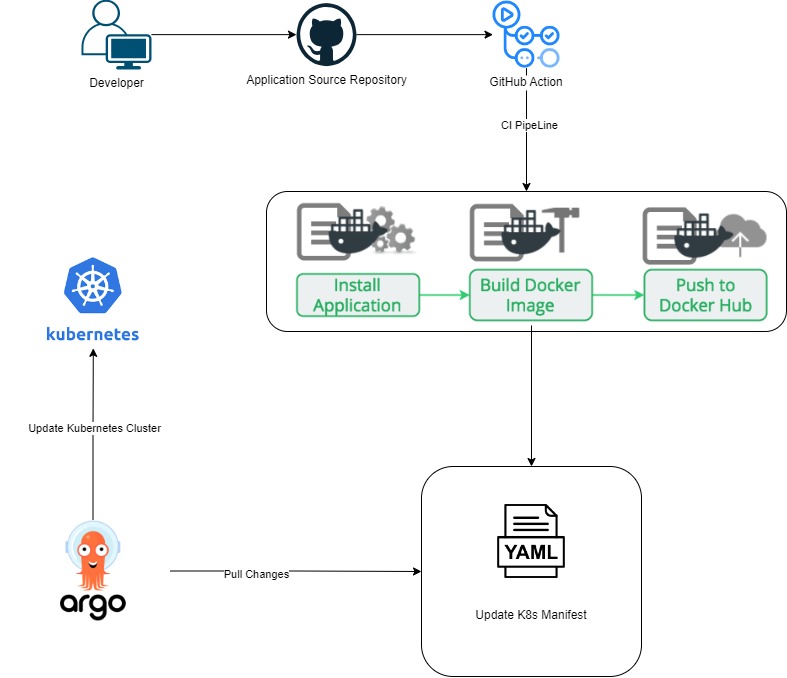 Developer
Application Source Repository
GitHub Action
CI PipeLine
Install
Application
Build Docker
Image
Push to
Docker Hub
kubernetes
Update Kubernetes Cluster
argo
Pull Changes
YAML
Update K8s Manifest